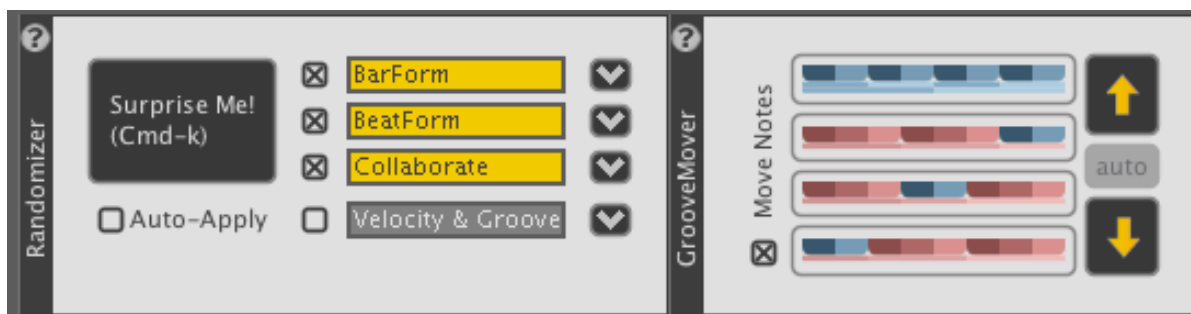 ?
Randomizer
Surprise Me!
(Cmd-k)
Auto-Apply
BarForm
BeatForm
Collaborate
Velocity & Groove
?
GrooveMover
Move Notes
auto